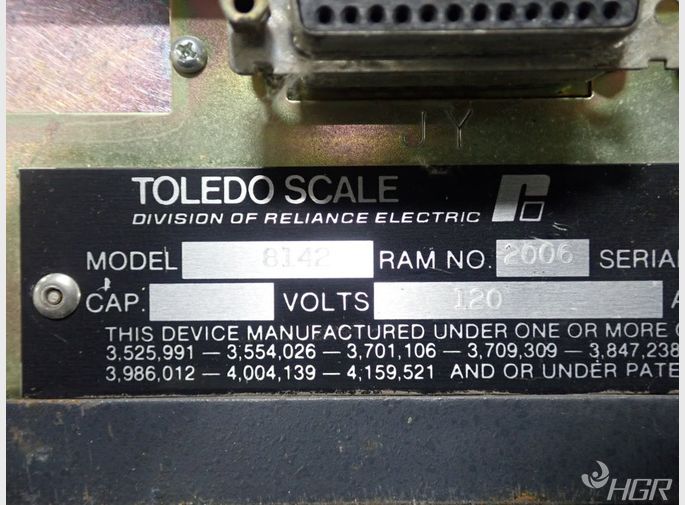 JY
TOLEDO SCALE
DIVISION OF RELIANCE ELECTRIC
MODEL 8142 RAM NO. 2006 SERIAL
CAP. VOLTS 120 A
THIS DEVICE MANUFACTURED UNDER ONE OR MORE O
3,525,991 — 3,554,026 — 3,701,106 — 3,709,309 — 3,847,238
3,986,012 — 4,004,139 — 4,159,521 AND OR UNDER PATE
HGR